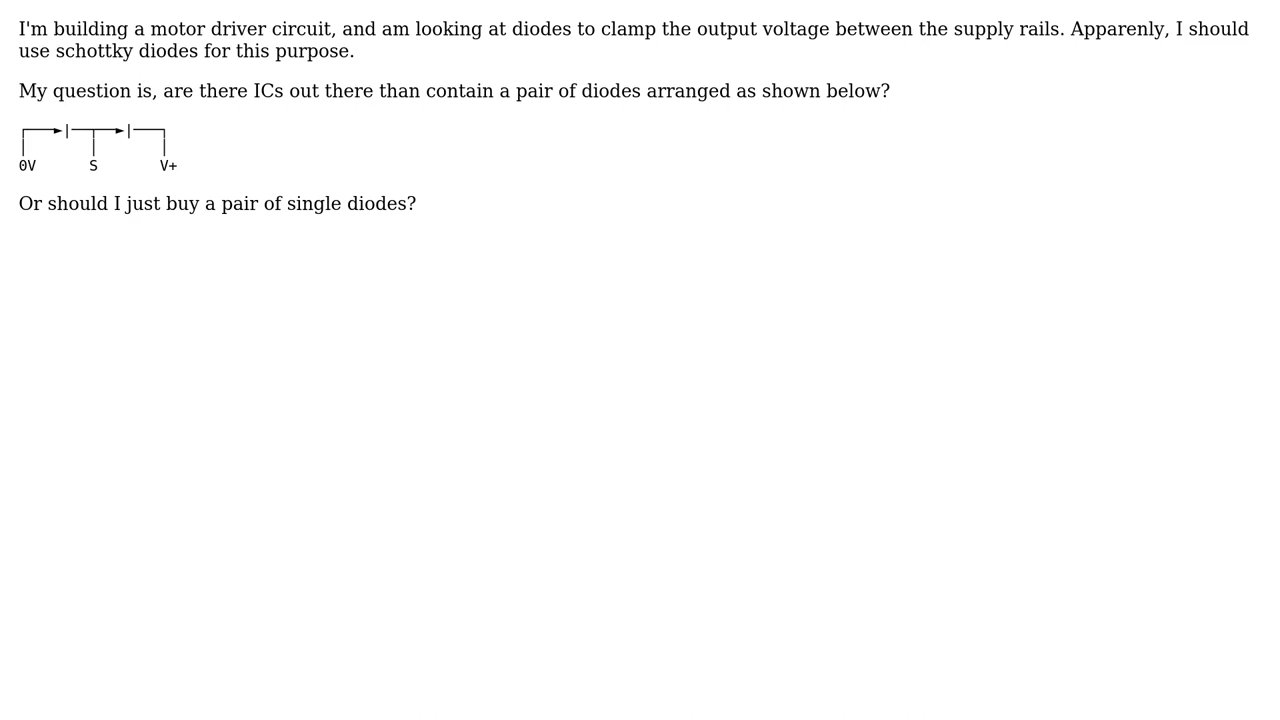 I'm building a motor driver circuit, and am looking at diodes to clamp the output voltage between the supply rails. Apparenly, I should
use schottky diodes for this purpose.
My question is, are there ICs out there than contain a pair of diodes arranged as shown below?
┌───►|──┬──►|───┐
│       │       │
0V      S       V+
Or should I just buy a pair of single diodes?